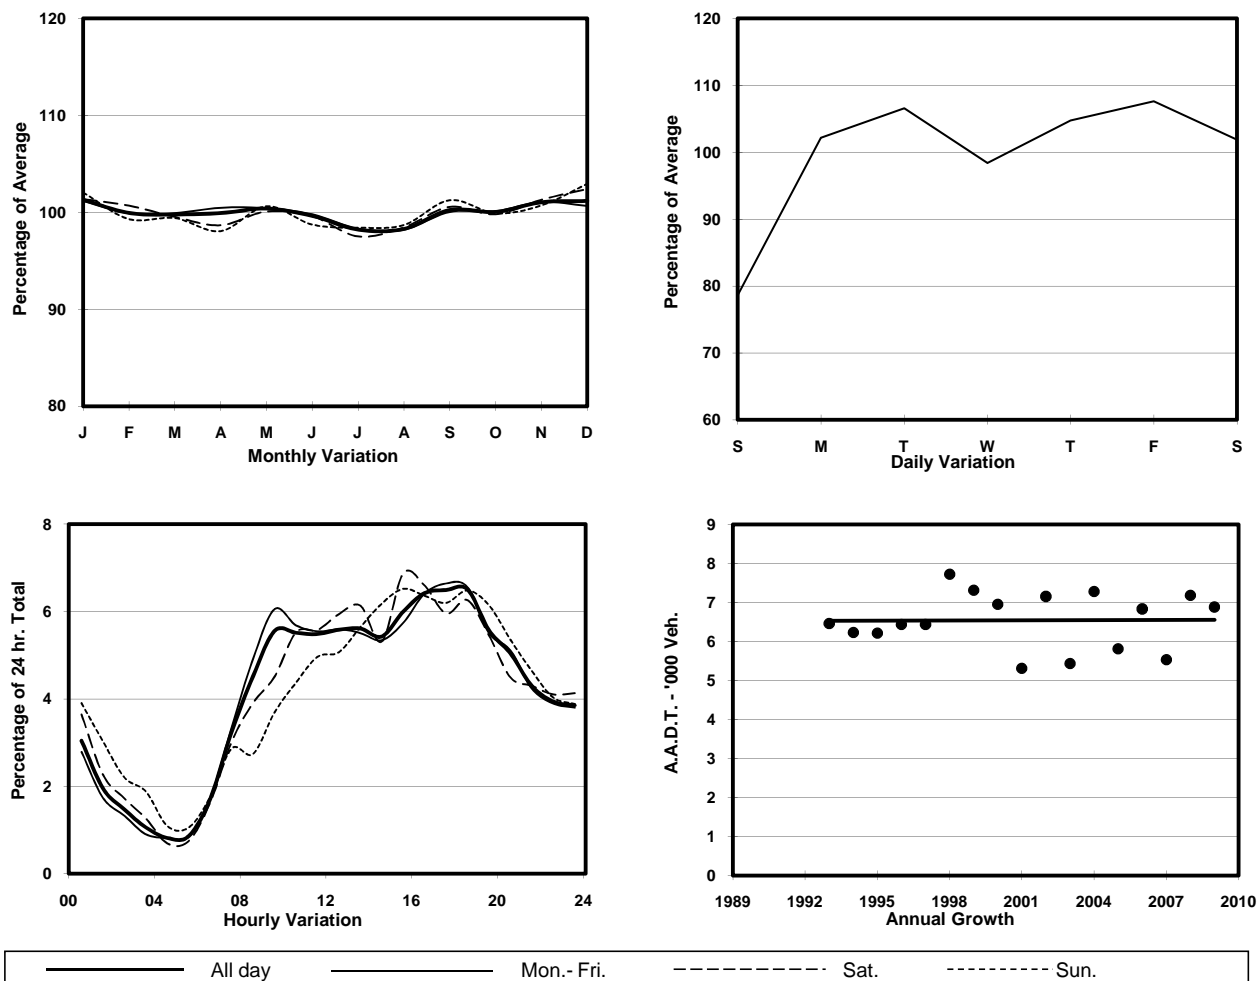 Percentage of Average
120
110
100
90
80
J F M A M J J A S O N D
Monthly Variation
Percentage of Average
120
110
100
90
80
70
60
S M T W T F S
Daily Variation
Percentage of 24 hr. Total
8
6
4
2
0
00 04 08 12 16 20 24
Hourly Variation
A.A.D.T. - '000 Veh.
9
8
7
6
5
4
3
2
1
0
1989 1992 1995 1998 2001 2004 2007 2010
Annual Growth
All day Mon.- Fri. Sat. Sun.